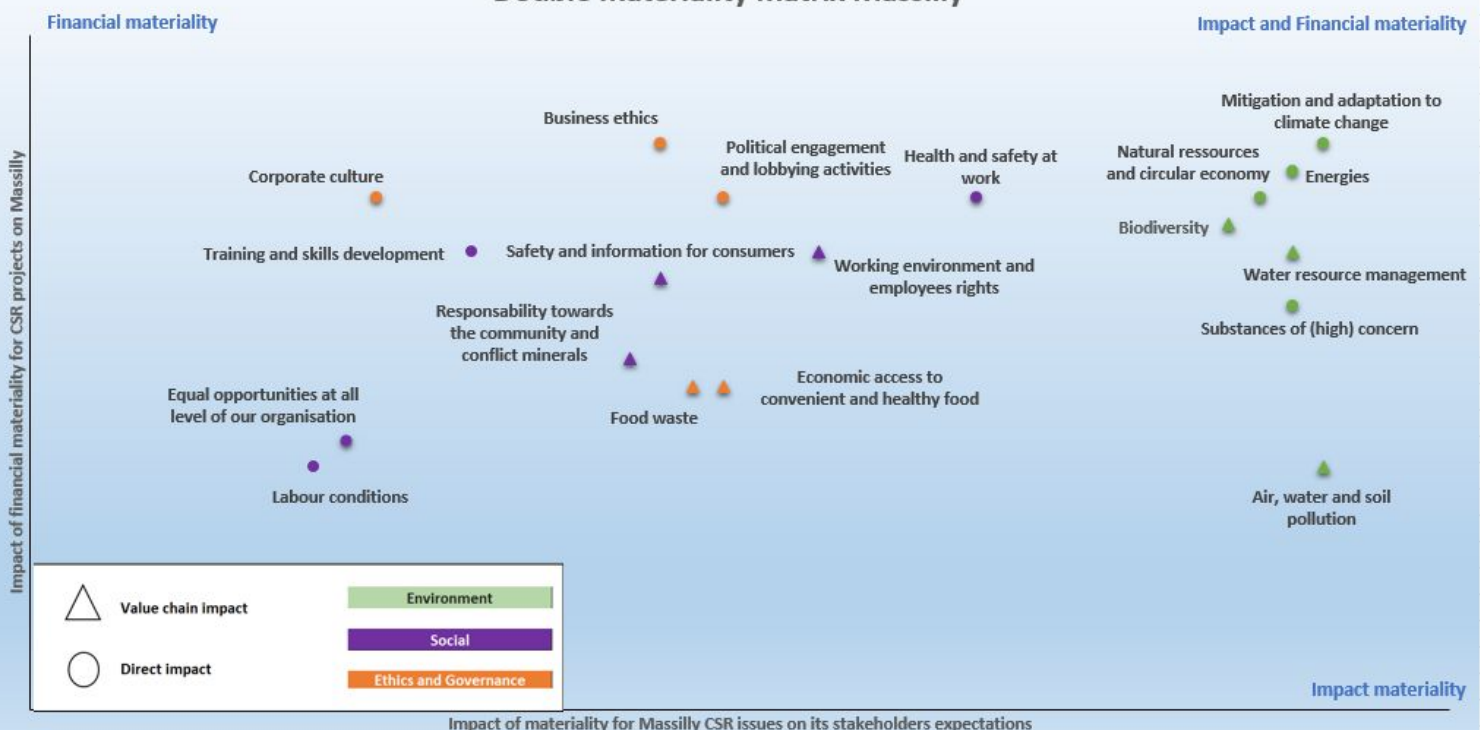 Double materiality matrix Massilly
Financial materiality
Impact and Financial materiality
Mitigation and adaptation to
climate change
Business ethics
Political engagement
and lobbying activities
Health and safety at
work
Natural ressources
and circular economy
Energies
Corporate culture
Biodiversity
Training and skills development
Safety and information for consumers
Working environment and
employees rights
Water resource management
Responsability towards
the community and
conflict minerals
Substances of (high) concern
Equal opportunities at all
level of our organisation
Economic access to
convenient and healthy food
Food waste
Labour conditions
Air, water and soil
pollution
Impact of financial materiality for CSR projects on Massilly
Value chain impact
Direct impact
Environment
Social
Ethics and Governance
Impact materiality
Impact of materiality for Massilly CSR issues on its stakeholders expectations